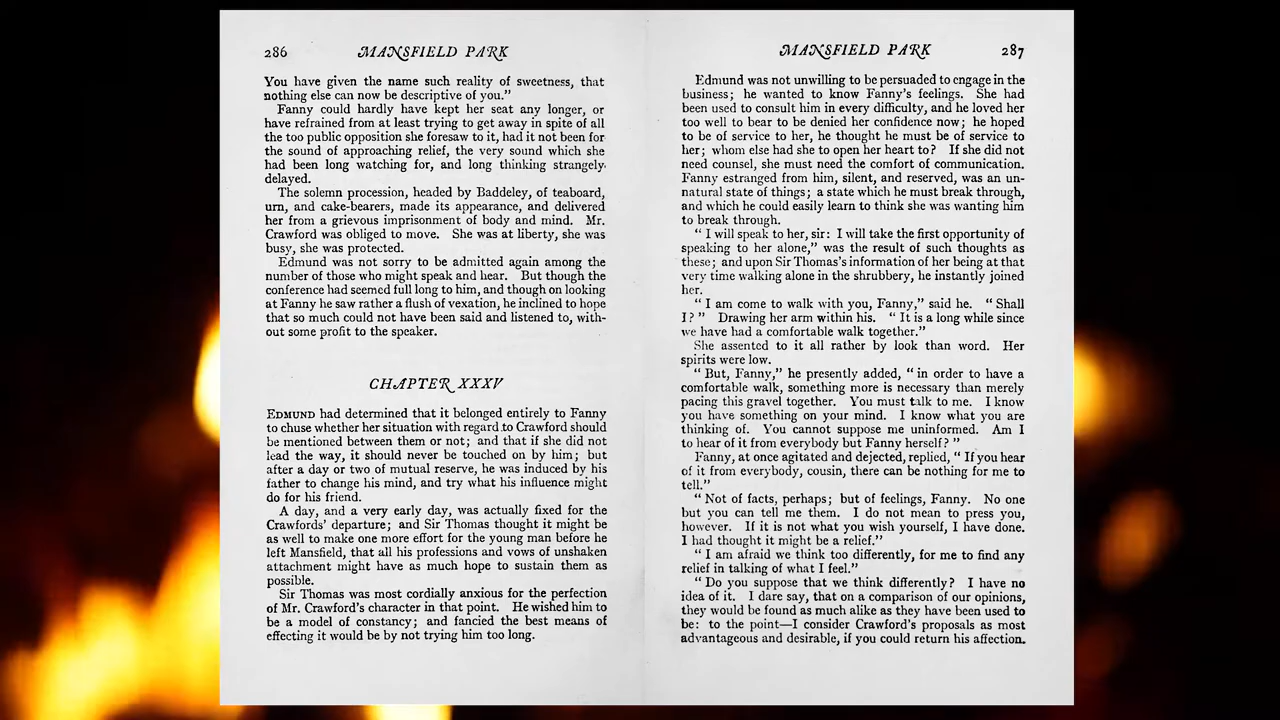 286 MANSFIELD PARK
You have given the name such reality of sweetness, that
nothing else can now be descriptive of you.”
Fanny could hardly have kept her seat any longer, or
have refrained from at least trying to get away in spite of all
the too public opposition she foresaw to it, had it not been for
the sound of approaching relief, the very sound which she
had been long watching for, and long thinking strangely
delayed.
The solemn procession, headed by Baddeley, of teaboard,
urn, and cake-bearers, made its appearance, and delivered
her from a grievous imprisonment of body and mind. Mr.
Crawford was obliged to move. She was at liberty, she was
busy, she was protected.
Edmund was not sorry to be admitted again among the
number of those who might speak and hear. But though the
conference had seemed full long to him, and though on looking
at Fanny he saw rather a flush of vexation, he inclined to hope
that so much could not have been said and listened to, with-
out some profit to the speaker.
CHAPTER XXXV
EDMUND had determined that it belonged entirely to Fanny
to chuse whether her situation with regard to Crawford should
be mentioned between them or not; and that if she did not
lead the way, it should never be touched on by him; but
after a day or two of mutual reserve, he was induced by his
father to change his mind, and try what his influence might
do for his friend.
A day, and a very early day, was actually fixed for the
Crawfords’ departure; and Sir Thomas thought it might be
as well to make one more effort for the young man before he
left Mansfield, that all his professions and vows of unshaken
attachment might have as much hope to sustain them as
possible.
Sir Thomas was most cordially anxious for the perfection
of Mr. Crawford’s character in that point. He wished him to
be a model of constancy; and fancied the best means of
effecting it would be by not trying him too long.
MANSFIELD PARK 287
Edmund was not unwilling to be persuaded to engage in the
business; he wanted to know Fanny’s feelings. She had
been used to consult him in every difficulty, and he loved her
too well to bear to be denied her confidence now; he hoped
to be of service to her, he thought he must be of service to
her; whom else had she to open her heart to? If she did not
need counsel, she must need the comfort of communication.
Fanny estranged from him, silent, and reserved, was an un-
natural state of things; a state which he must break through,
and which he could easily learn to think she was wanting him
to break through.
“ I will speak to her, sir: I will take the first opportunity of
speaking to her alone,” was the result of such thoughts as
these; and upon Sir Thomas’s information of her being at that
very time walking alone in the shrubbery, he instantly joined
her.
“ I am come to walk with you, Fanny,” said he. “ Shall
I? ” Drawing her arm within his. “ It is a long while since
we have had a comfortable walk together.”
She assented to it all rather by look than word. Her
spirits were low.
“ But, Fanny,” he presently added, “ in order to have a
comfortable walk, something more is necessary than merely
pacing this gravel together. You must talk to me. I know
you have something on your mind. I know what you are
thinking of. You cannot suppose me uninformed. Am I
to hear of it from everybody but Fanny herself? ”
Fanny, at once agitated and dejected, replied, “ If you hear
of it from everybody, cousin, there can be nothing for me to
tell.”
“ Not of facts, perhaps; but of feelings, Fanny. No one
but you can tell me them. I do not mean to press you,
however. If it is not what you wish yourself, I have done.
I had thought it might be a relief.”
“ I am afraid we think too differently, for me to find any
relief in talking of what I feel.”
“ Do you suppose that we think differently? I have no
idea of it. I dare say, that on a comparison of our opinions,
they would be found as much alike as they have been used to
be: to the point—I consider Crawford’s proposals as most
advantageous and desirable, if you could return his affection.